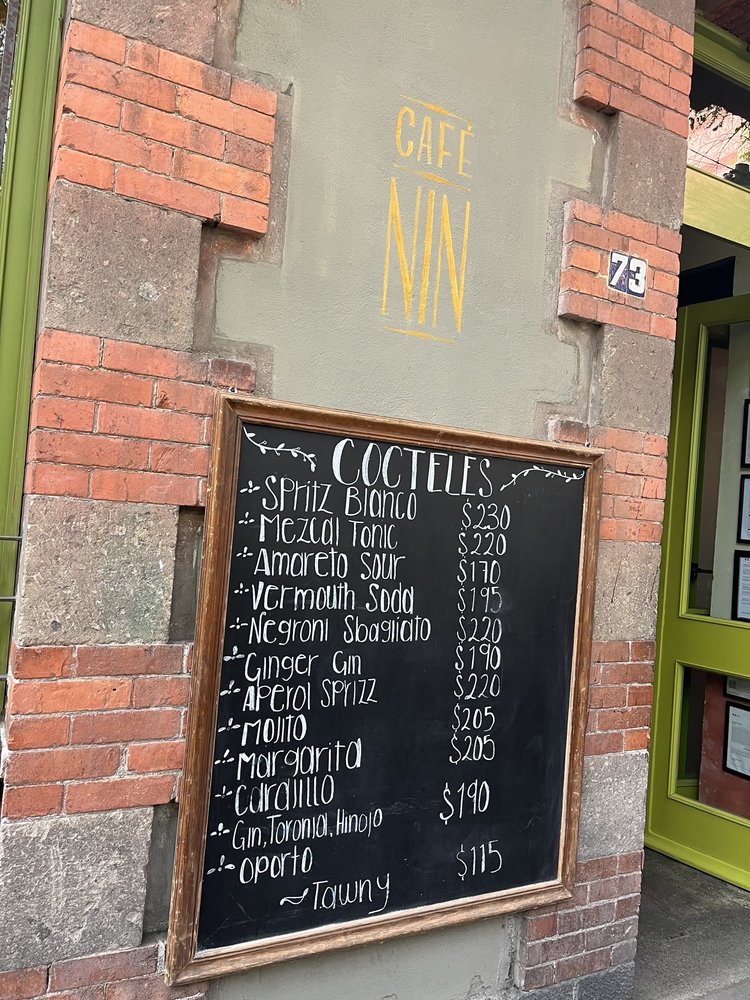 CAFÉ
NIN
73
COCTELES
Spritz Blanco $230
Mezcal Tonic $220
Amareto Sour $170
Vermouth Soda $195
Negroni Sbagliato $220
Ginger Gin $190
Aperol Sprizz $220
Mojito $205
Margarita $205
Cardillo $190
Gin, Toronja, Hinojo
Oporto $115
~Tawny